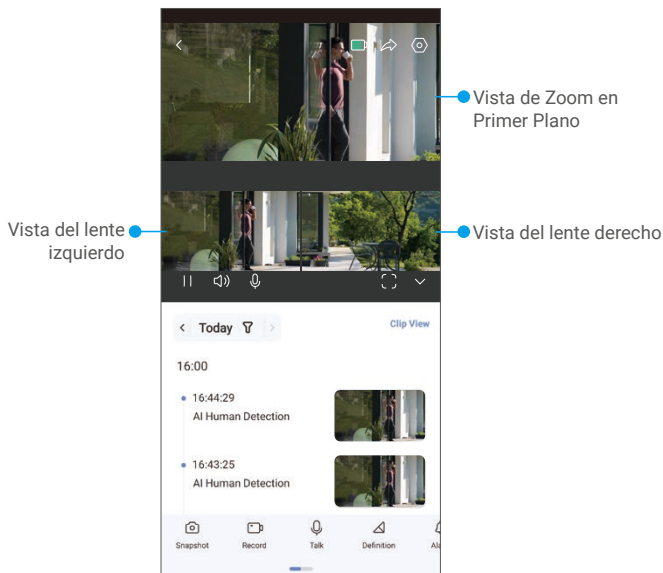 Vista de Zoom en
Primer Plano
Vista del lente
izquierdo
Vista del lente derecho
Today
Clip View
16:00
16:44:29
AI Human Detection
16:43:25
AI Human Detection
Snapshot
Record
Talk
Definition